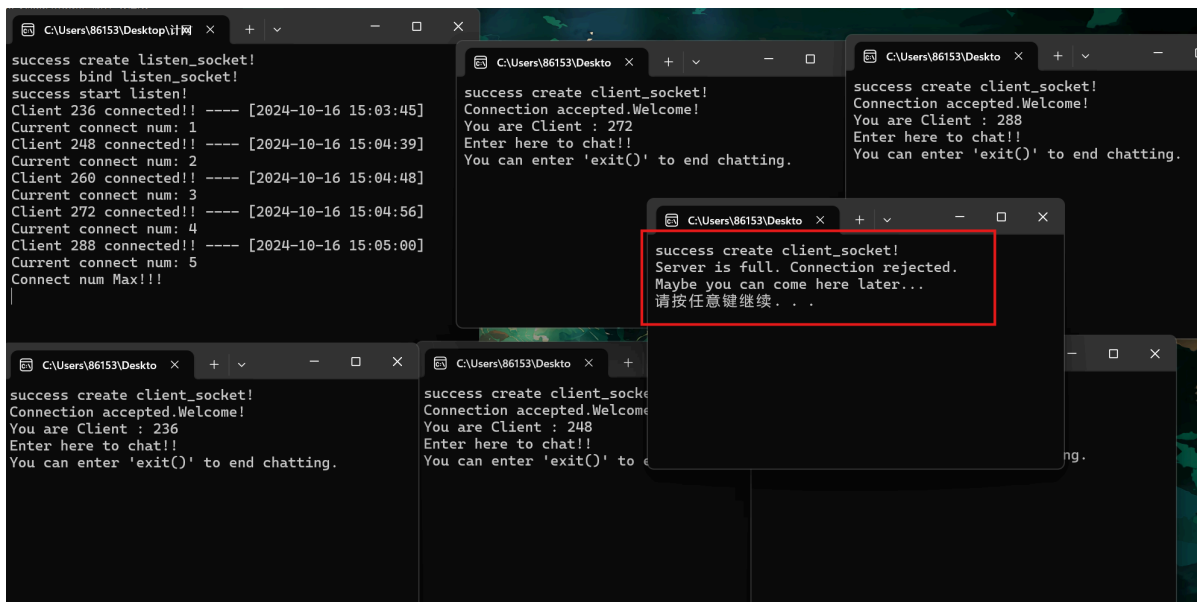 C:\Users\86153\Desktop\计网
success create listen_socket!
success bind listen_socket!
success start listen!
Client 236 connected!! ---- [2024-10-16 15:03:45]
Current connect num: 1
Client 248 connected!! ---- [2024-10-16 15:04:39]
Current connect num: 2
Client 260 connected!! ---- [2024-10-16 15:04:48]
Current connect num: 3
Client 272 connected!! ---- [2024-10-16 15:04:56]
Current connect num: 4
Client 288 connected!! ---- [2024-10-16 15:05:00]
Current connect num: 5
Connect num Max!!!
C:\Users\86153\Deskto
success create client_socket!
Connection accepted.Welcome!
You are Client : 272
Enter here to chat!!
You can enter 'exit()' to end chatting.
C:\Users\86153\Deskto
success create client_socket!
Connection accepted.Welcome!
You are Client : 288
Enter here to chat!!
You can enter 'exit()' to end chatting.
C:\Users\86153\Deskto
success create client_socket!
Server is full. Connection rejected.
Maybe you can come here later...
请按任意键继续. . .
C:\Users\86153\Deskto
success create client_socket!
Connection accepted.Welcome!
You are Client : 236
Enter here to chat!!
You can enter 'exit()' to end chatting.
C:\Users\86153\Deskto
success create client_socke
Connection accepted.Welcome
You are Client : 248
Enter here to chat!!
You can enter 'exit()' to
ng.